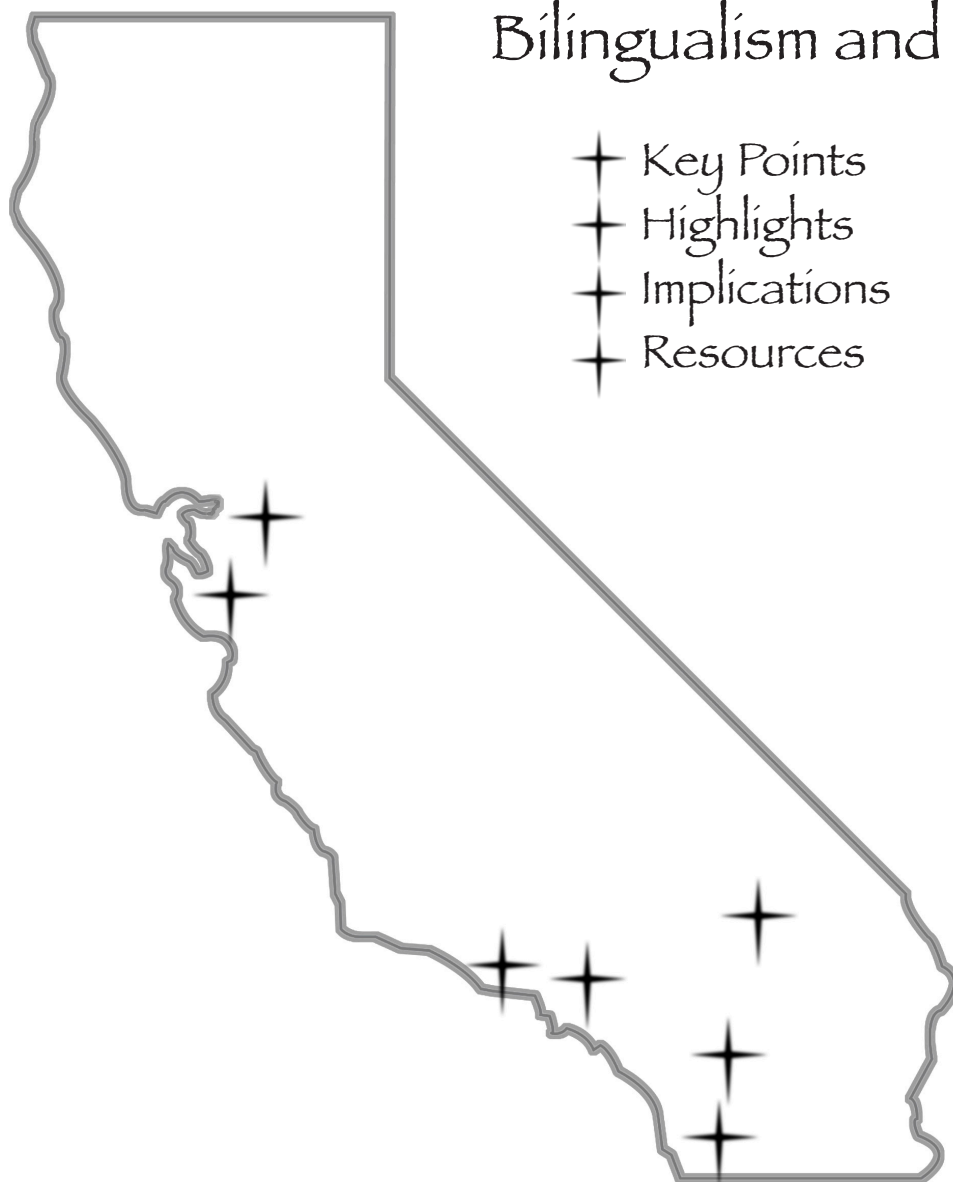 Bilingualism and
Key Points
Highlights
Implications
Resources